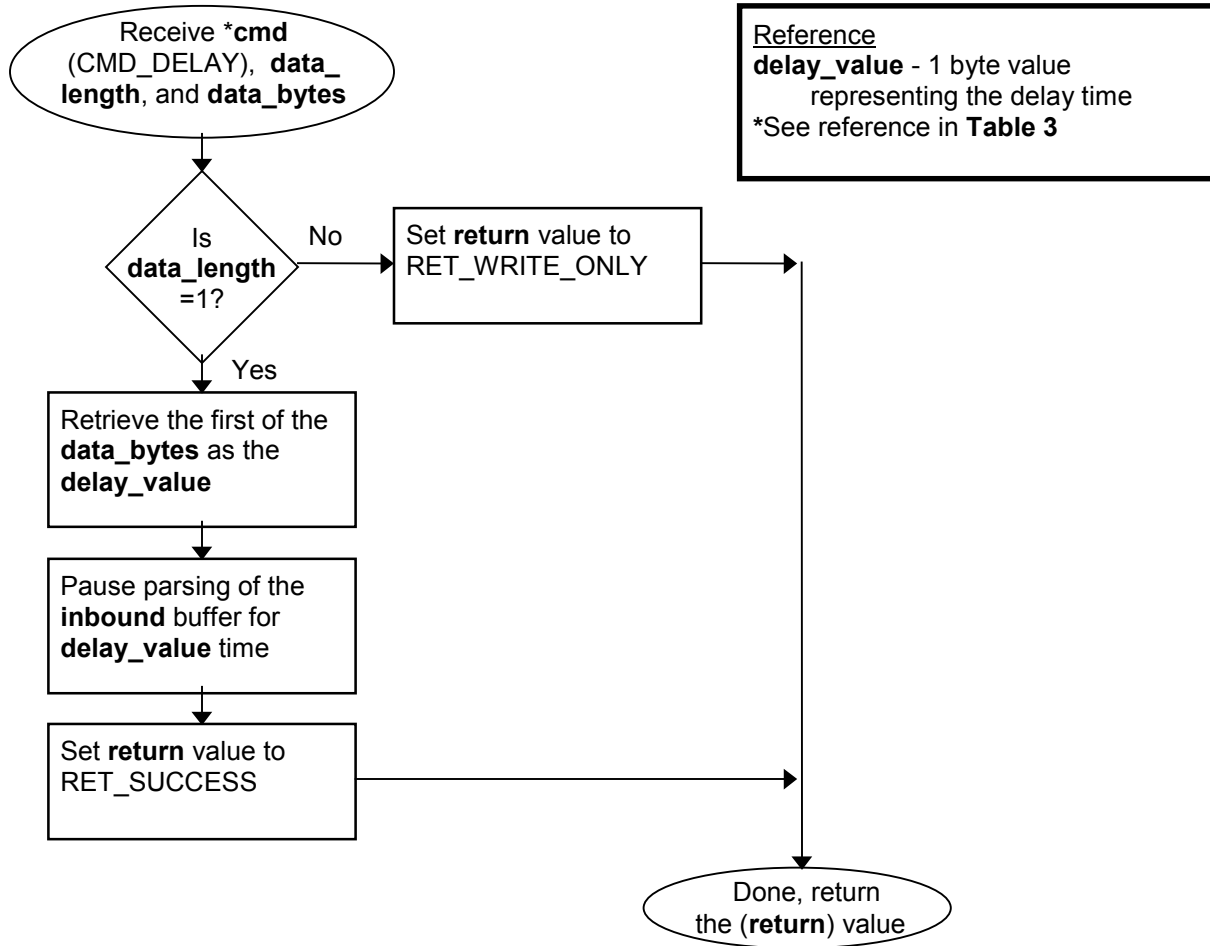 Receive *cmd
(CMD_DELAY), data_
length, and data_bytes
Reference
delay_value - 1 byte value
representing the delay time
*See reference in Table 3
Is
data_length
=1?
No
Set return value to
RET_WRITE_ONLY
Yes
Retrieve the first of the
data_bytes as the
delay_value
Pause parsing of the
inbound buffer for
delay_value time
Set return value to
RET_SUCCESS
Done, return
the (return) value